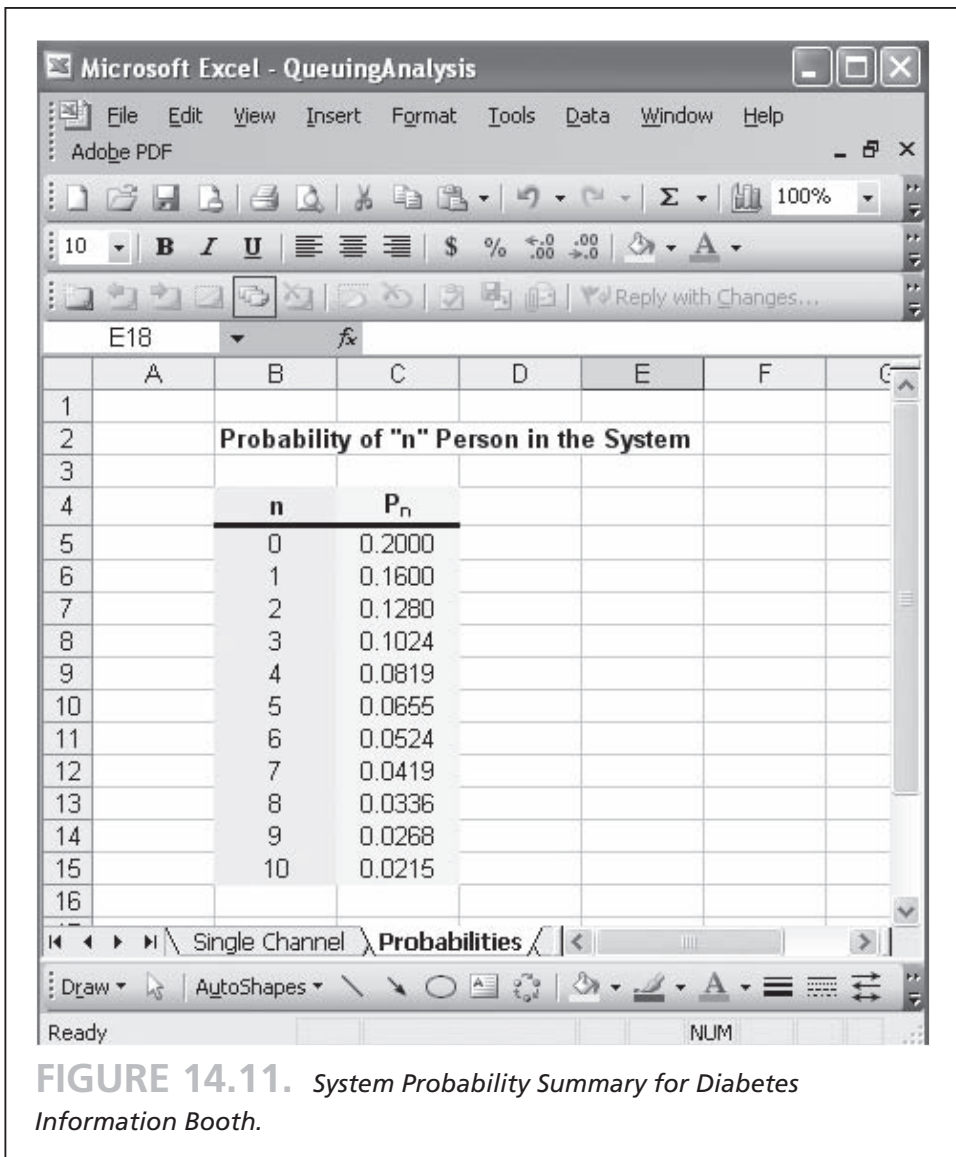 Microsoft Excel - QueuingAnalysis
File Edit View Insert Format Tools Data Window Help
Adobe PDF
Σ 100%
10 B I U $ % A
Reply with Changes...
E18 fx
A B C D E F G
1
2 Probability of "n" Person in the System
3
4 n Pn
5 0 0.2000
6 1 0.1600
7 2 0.1280
8 3 0.1024
9 4 0.0819
10 5 0.0655
11 6 0.0524
12 7 0.0419
13 8 0.0336
14 9 0.0268
15 10 0.0215
16
Single Channel Probabilities
Draw AutoShapes A
Ready NUM
FIGURE 14.11. System Probability Summary for Diabetes
Information Booth.